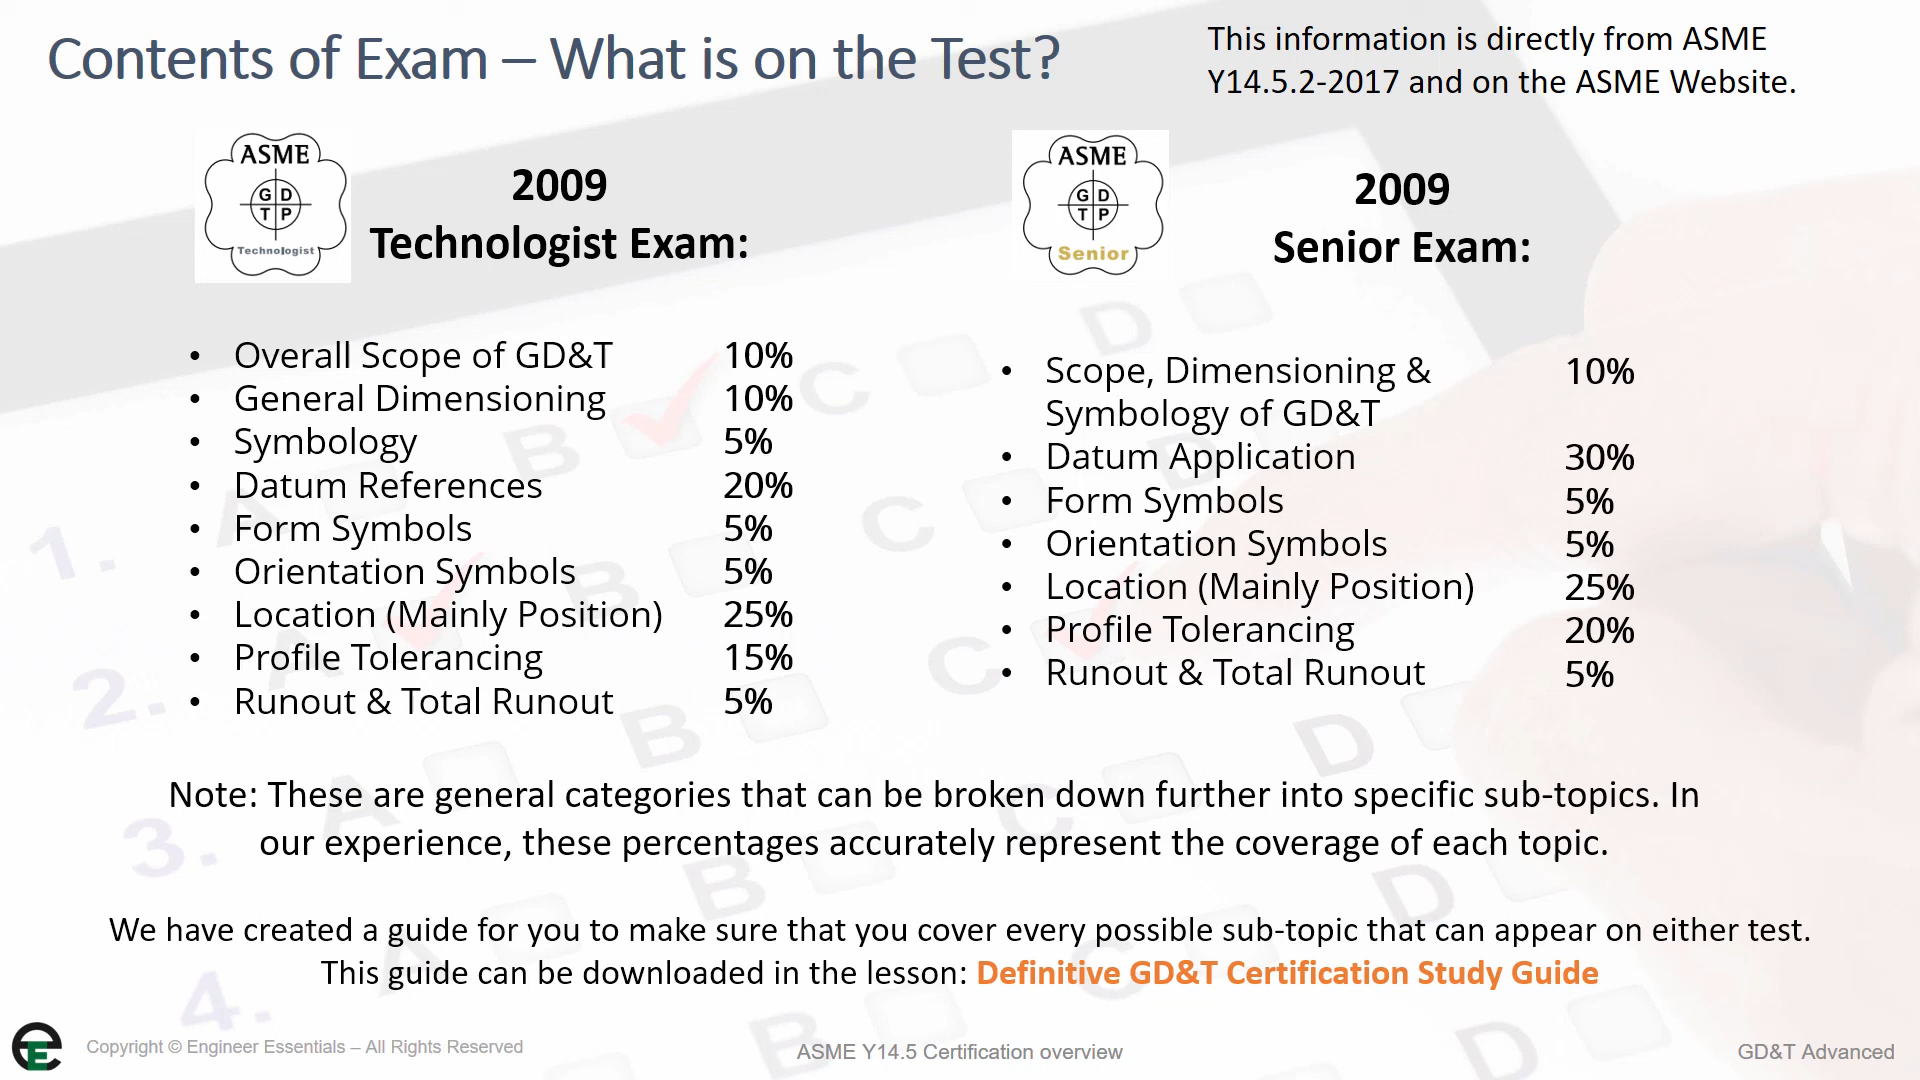 Contents of Exam – What is on the Test?
This information is directly from ASME
Y14.5.2-2017 and on the ASME Website.
ASME
G D
T P
Technologist
2009
Technologist Exam:
• Overall Scope of GD&T 10%
• General Dimensioning 10%
• Symbology 5%
• Datum References 20%
• Form Symbols 5%
• Orientation Symbols 5%
• Location (Mainly Position) 25%
• Profile Tolerancing 15%
• Runout & Total Runout 5%
ASME
G D
T P
Senior
2009
Senior Exam:
• Scope, Dimensioning & 10%
Symbology of GD&T
• Datum Application 30%
• Form Symbols 5%
• Orientation Symbols 5%
• Location (Mainly Position) 25%
• Profile Tolerancing 20%
• Runout & Total Runout 5%
Note: These are general categories that can be broken down further into specific sub-topics. In
our experience, these percentages accurately represent the coverage of each topic.
We have created a guide for you to make sure that you cover every possible sub-topic that can appear on either test.
This guide can be downloaded in the lesson: Definitive GD&T Certification Study Guide
Copyright © Engineer Essentials – All Rights Reserved
ASME Y14.5 Certification overview
GD&T Advanced
1. A B C D
2. A B C D
3. A B C D
4. A B C D
B D